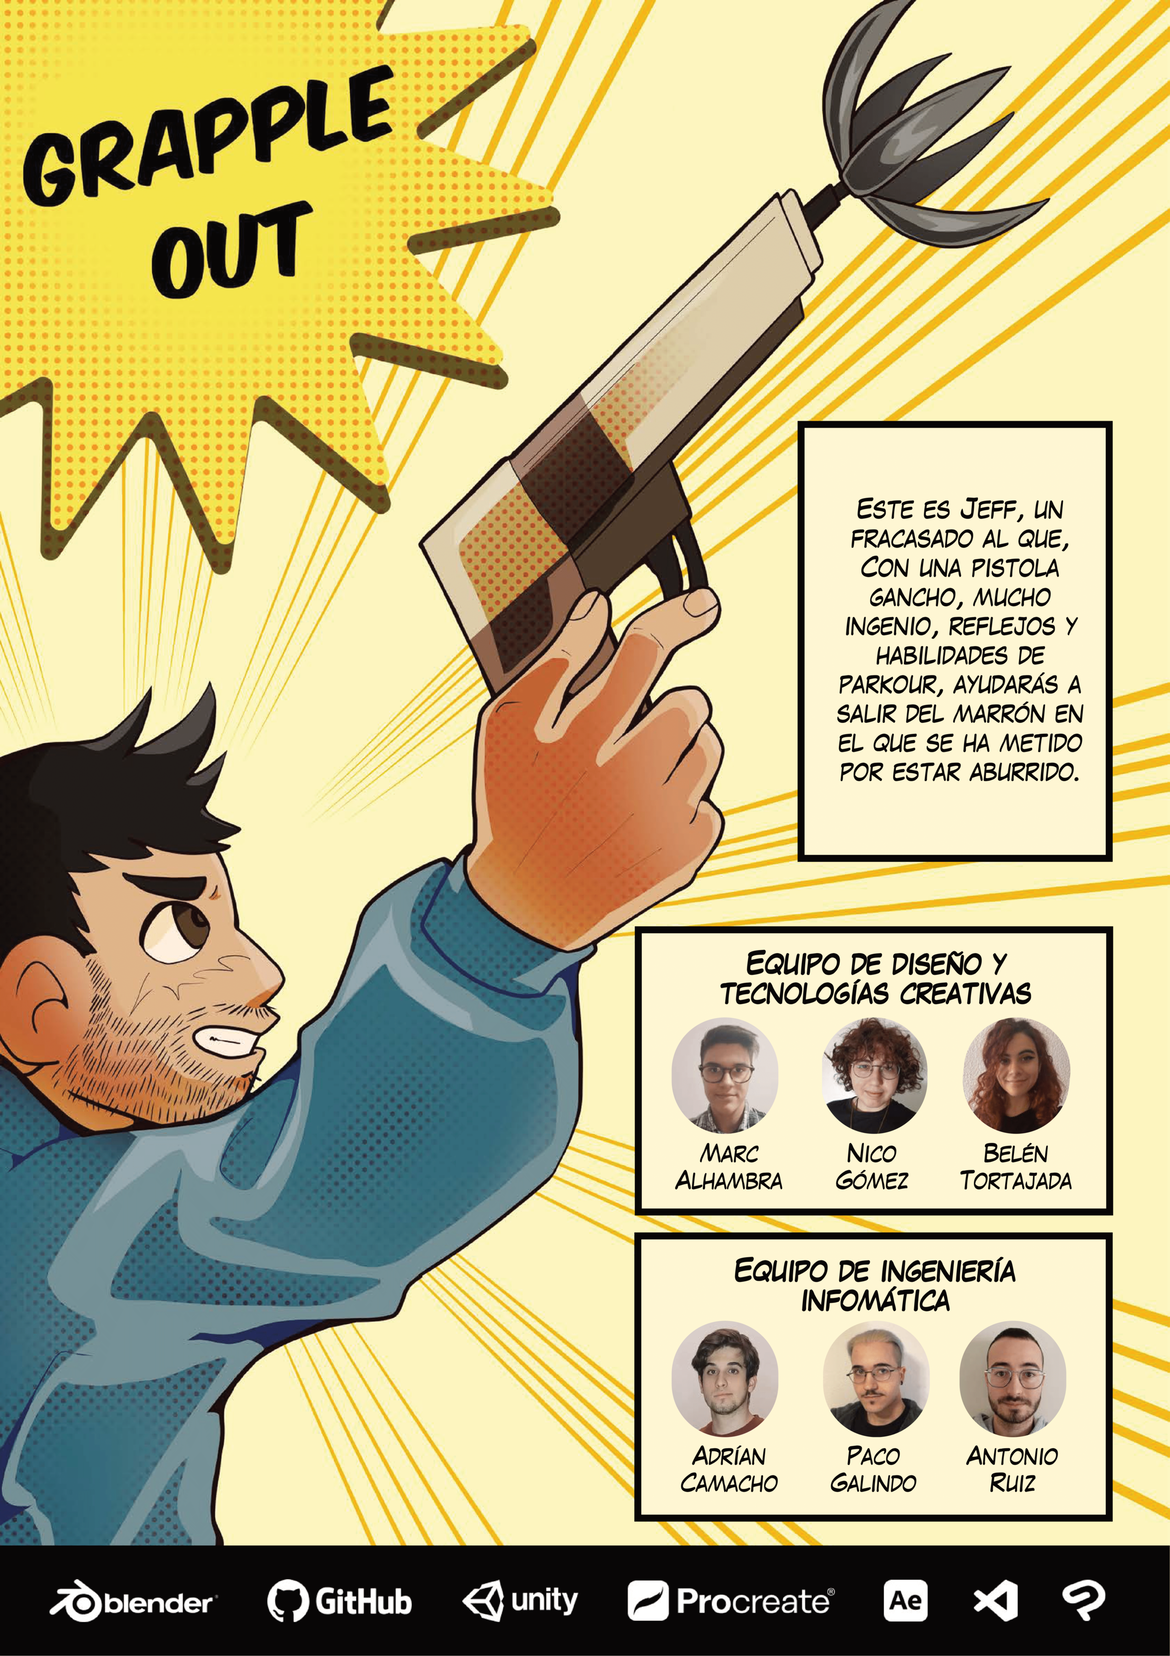 GRAPPLE
OUT
ESTE ES JEFF, UN
FRACASADO AL QUE,
CON UNA PISTOLA
GANCHO, MUCHO
INGENIO, REFLEJOS Y
HABILIDADES DE
PARKOUR, AYUDARÁS A
SALIR DEL MARRÓN EN
EL QUE SE HA METIDO
POR ESTAR ABURRIDO.
EQUIPO DE DISEÑO Y
TECNOLOGÍAS CREATIVAS
MARC
ALHAMBRA
NICO
GÓMEZ
BELÉN
TORTAJADA
EQUIPO DE INGENIERÍA
INFOMÁTICA
ADRÍAN
CAMACHO
PACO
GALINDO
ANTONIO
RUIZ
blender
GitHub
unity
Procreate®
Ae